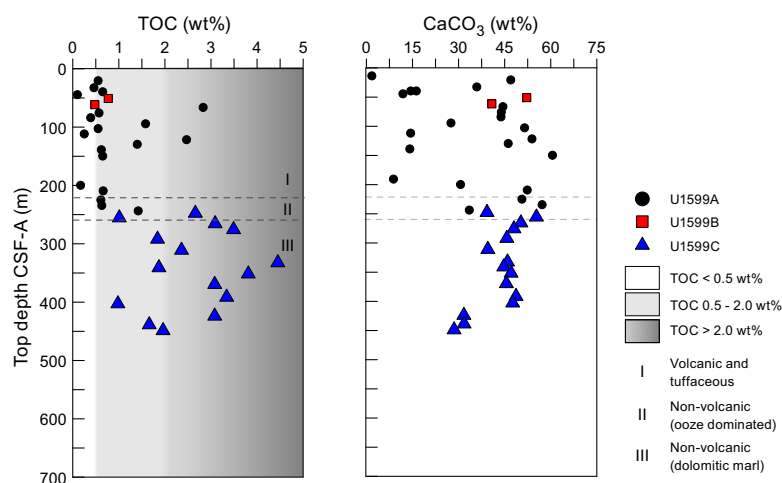 TOC (wt%)
0 1 2 3 4 5
CaCO₃ (wt%)
0 15 30 45 60 75
Top depth CSF-A (m)
0
100
200
300
400
500
600
700
I
II
III
U1599A
U1599B
U1599C
TOC < 0.5 wt%
TOC 0.5 - 2.0 wt%
TOC > 2.0 wt%
I Volcanic and
tuffaceous
II Non-volcanic
(ooze dominated)
III Non-volcanic
(dolomitic marl)